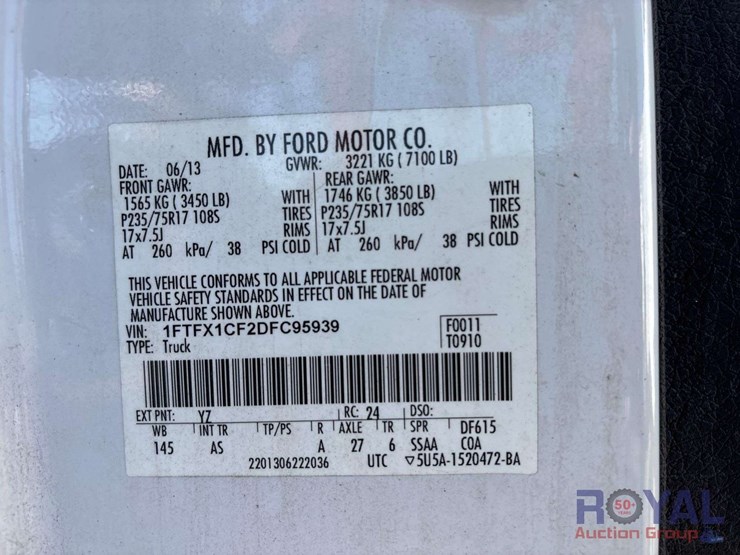 MFD. BY FORD MOTOR CO.
DATE: 06/13 GVWR: 3221 KG ( 7100 LB)
FRONT GAWR: REAR GAWR:
1565 KG ( 3450 LB) WITH 1746 KG ( 3850 LB) WITH
P235/75R17 108S TIRES P235/75R17 108S TIRES
17x7.5J RIMS 17x7.5J RIMS
AT 260 kPa/ 38 PSI COLD AT 260 kPa/ 38 PSI COLD
THIS VEHICLE CONFORMS TO ALL APPLICABLE FEDERAL MOTOR
VEHICLE SAFETY STANDARDS IN EFFECT ON THE DATE OF
MANUFACTURE SHOWN ABOVE.
VIN: 1FTFX1CF2DFC95939 F0011
TYPE: Truck T0910
EXT PNT: YZ RC: 24 DSO:
WB INT TR TP/PS R AXLE TR SPR DF615
145 AS A 27 6 SSAA COA
2201306222036 UTC ▽5U5A-1520472-BA
ROYAL
50+
YEARS
Auction Group